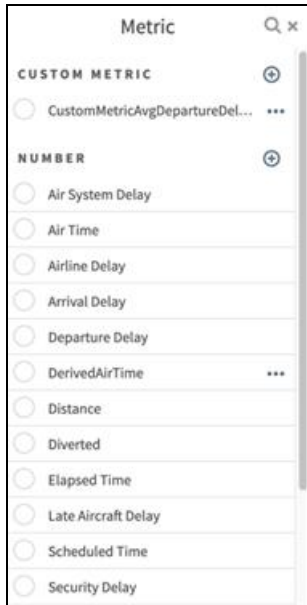 Metric
CUSTOM METRIC
CustomMetricAvgDepartureDel... •••
NUMBER
Air System Delay
Air Time
Airline Delay
Arrival Delay
Departure Delay
DerivedAirTime •••
Distance
Diverted
Elapsed Time
Late Aircraft Delay
Scheduled Time
Security Delay